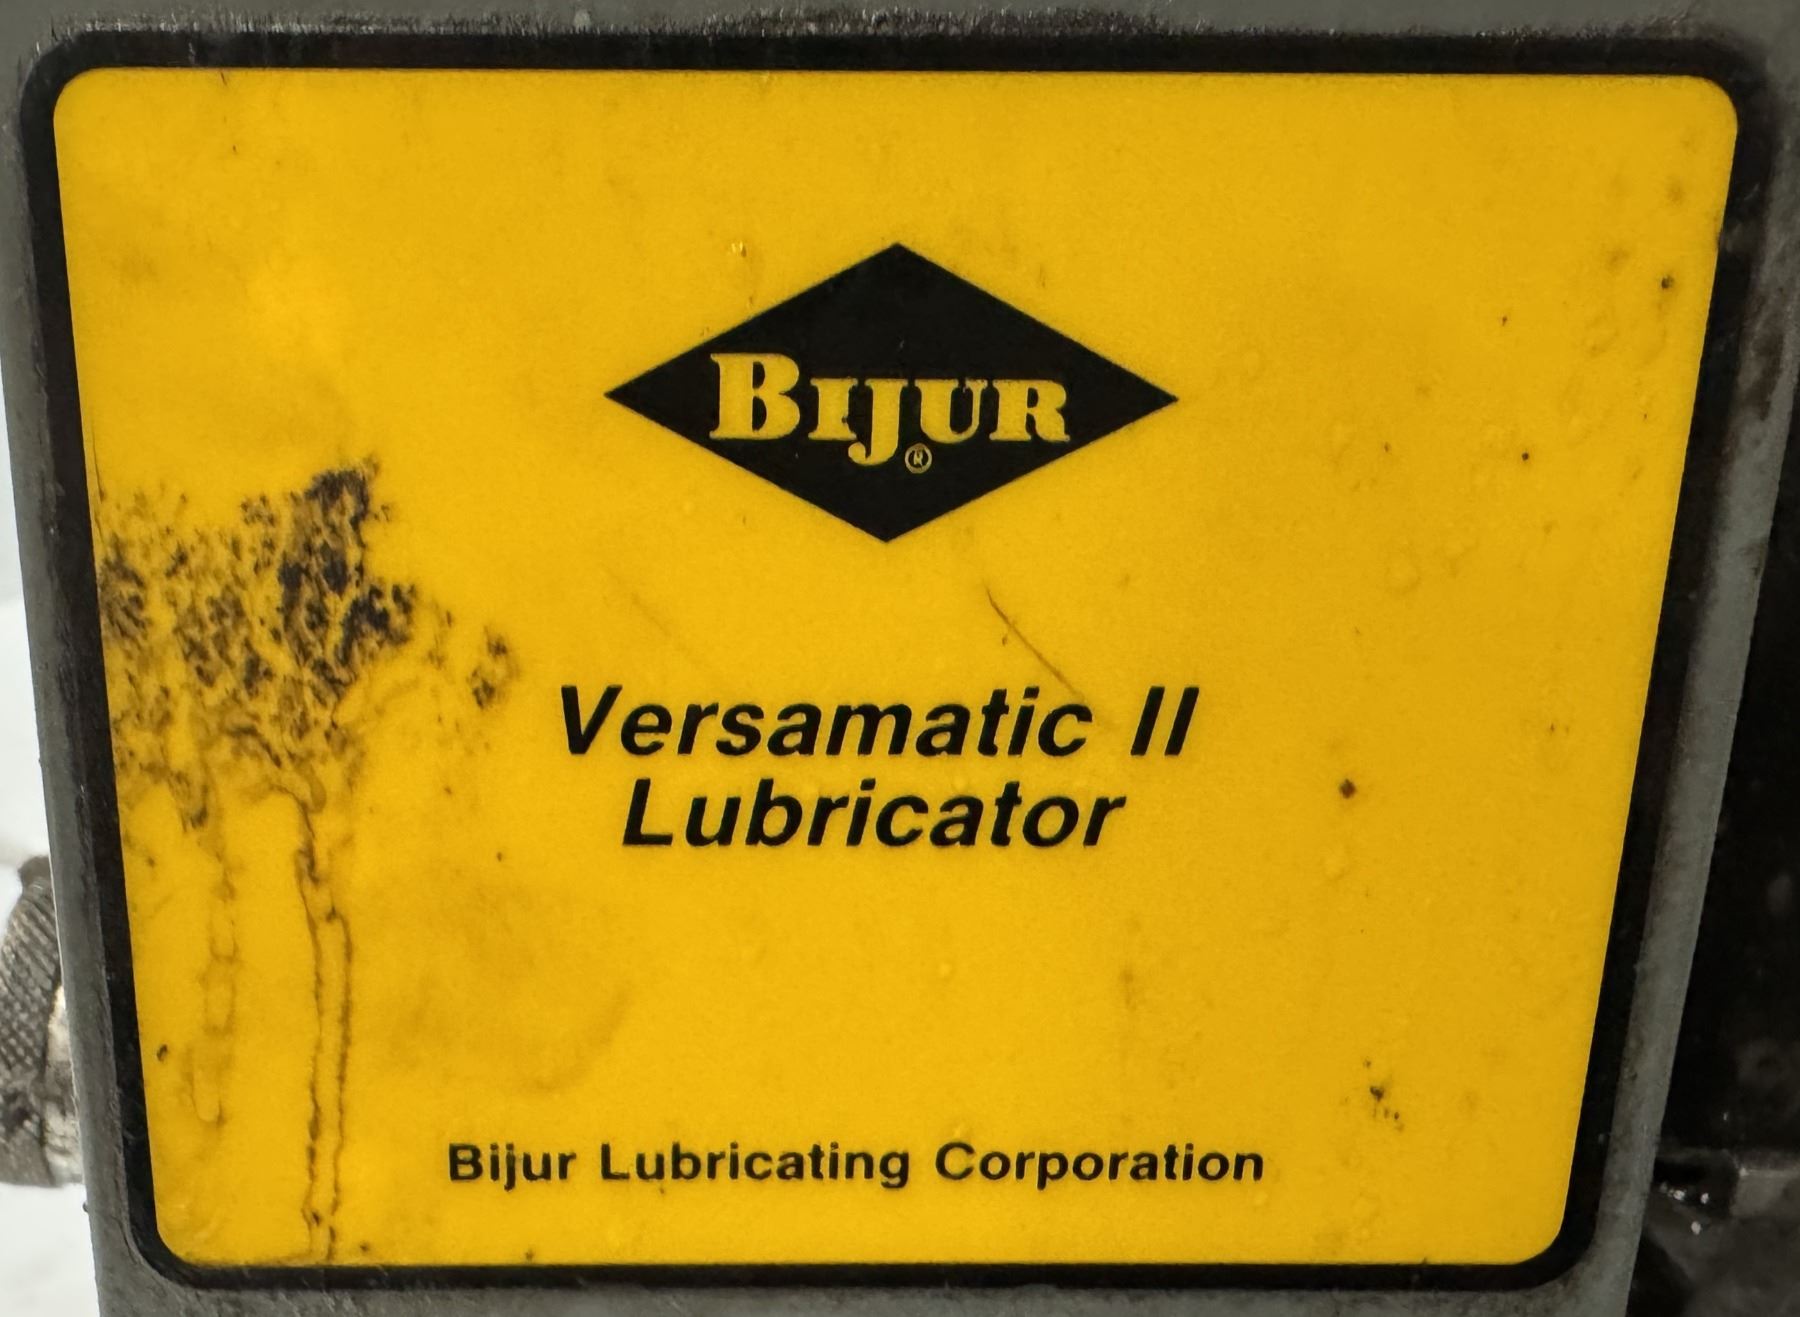 BIJUR®
Versamatic II
Lubricator
Bijur Lubricating Corporation